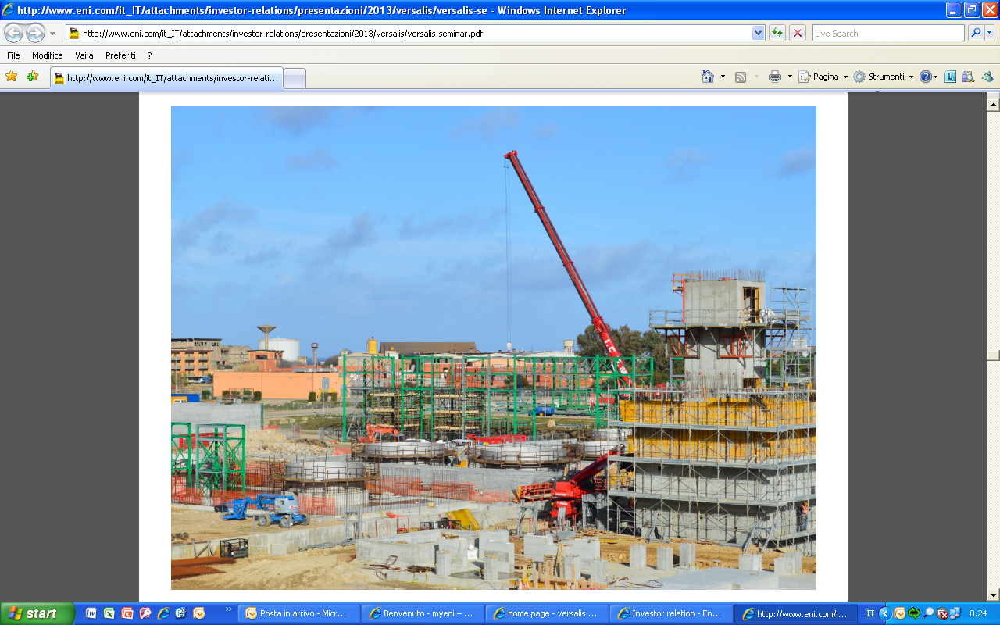 http://www.eni.com/it_IT/attachments/investor-relations/presentazioni/2013/versalis/versalis-se - Windows Internet Explorer
http://www.eni.com/it_IT/attachments/investor-relations/presentazioni/2013/versalis/versalis-seminar.pdf
Live Search
File Modifica Vai a Preferiti ?
http://www.eni.com/it_IT/attachments/investor-relati...
Pagina Strumenti
start
Posta in arrivo - Micr...
Benvenuto - myeni – ...
home page - versalis ...
Investor relation - En...
http://www.eni.com/i...
IT
8.24